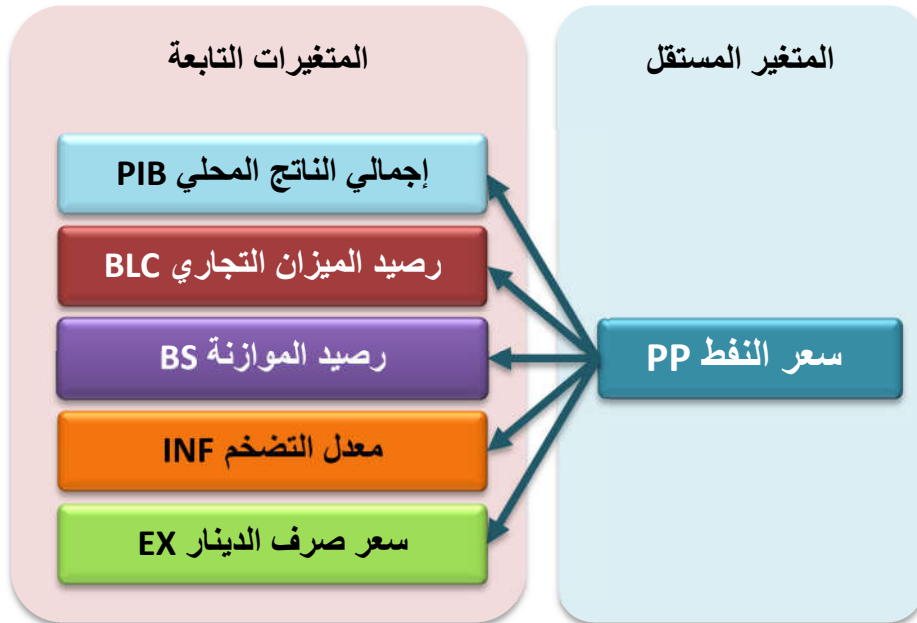 المتغير المستقل
المتغيرات التابعة
سعر النفط PP
إجمالي الناتج المحلي PIB
رصيد الميزان التجاري BLC
رصيد الموازنة BS
معدل التضخم INF
سعر صرف الدينار EX